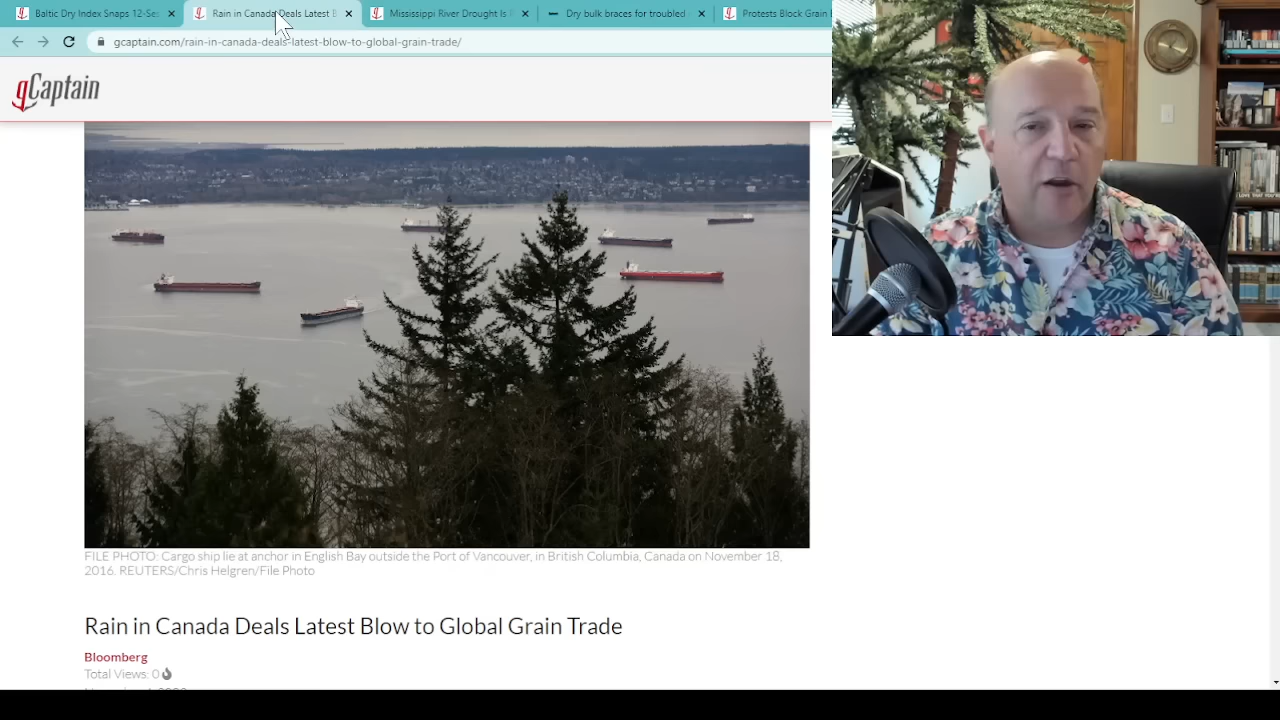 Baltic Dry Index Snaps 12-Se
Rain in Canada Deals Latest B
Mississippi River Drought Is
Dry bulk braces for troubled
Protests Block Grain
gcaptain.com/rain-in-canada-deals-latest-blow-to-global-grain-trade/
gCaptain
FILE PHOTO: Cargo ship lie at anchor in English Bay outside the Port of Vancouver, in British Columbia, Canada on November 18,
2016. REUTERS/Chris Helgren/File Photo
Rain in Canada Deals Latest Blow to Global Grain Trade
Bloomberg
Total Views: 0